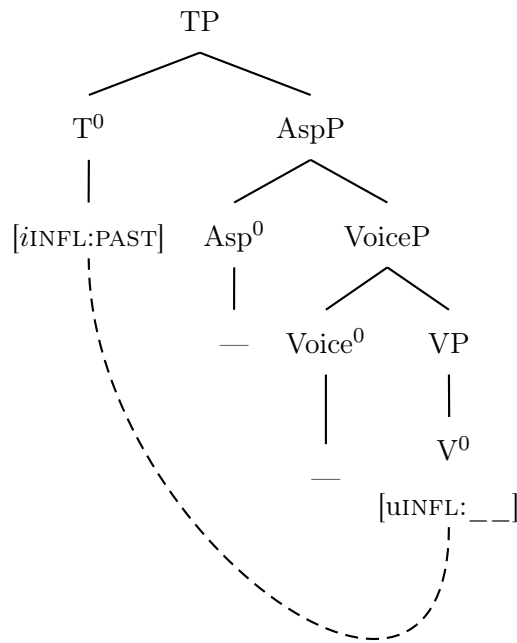 TP
T⁰ AspP
[iINFL:PAST] Asp⁰ VoiceP
— Voice⁰ VP
— V⁰
[uINFL:__]